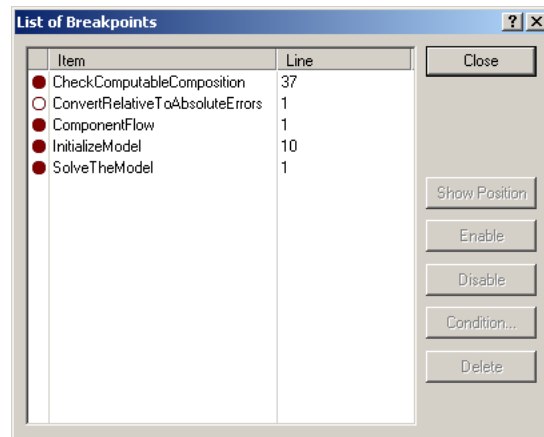 List of Breakpoints
Item Line
CheckComputableComposition 37
ConvertRelativeToAbsoluteErrors 1
ComponentFlow 1
InitializeModel 10
SolveTheModel 1
Close
Show Position
Enable
Disable
Condition...
Delete